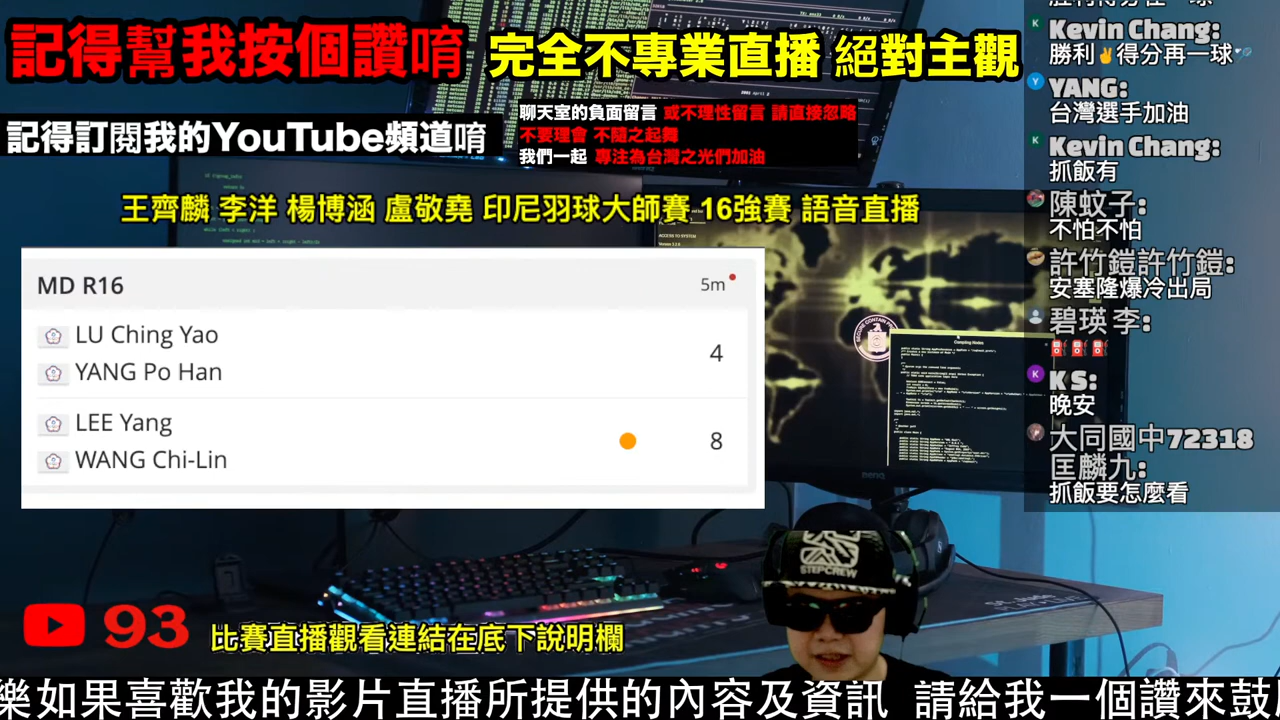 記得幫我按個讚唷
完全不專業直播 絕對主觀
記得訂閱我的YouTube頻道唷
聊天室的負面留言 或不理性留言 請直接忽略
不要理會 不隨之起舞
我們一起 專注為台灣之光們加油
王齊麟 李洋 楊博涵 盧敬堯 印尼羽球大師賽 16強賽 語音直播
MD R16
5m
LU Ching Yao
YANG Po Han
4
LEE Yang
WANG Chi-Lin
8
Kevin Chang:
勝利✌得分再一球🏸
YANG:
台灣選手加油
Kevin Chang:
抓飯有
陳蚊子:
不怕不怕
許竹鎧許竹鎧:
安塞隆爆冷出局
碧瑛 李:
⛽⛽⛽
K S:
晚安
大同國中72318
匡麟九:
抓飯要怎麼看
STEPCREW
93
比賽直播觀看連結在底下說明欄
樂如果喜歡我的影片直播所提供的內容及資訊 請給我一個讚來鼓